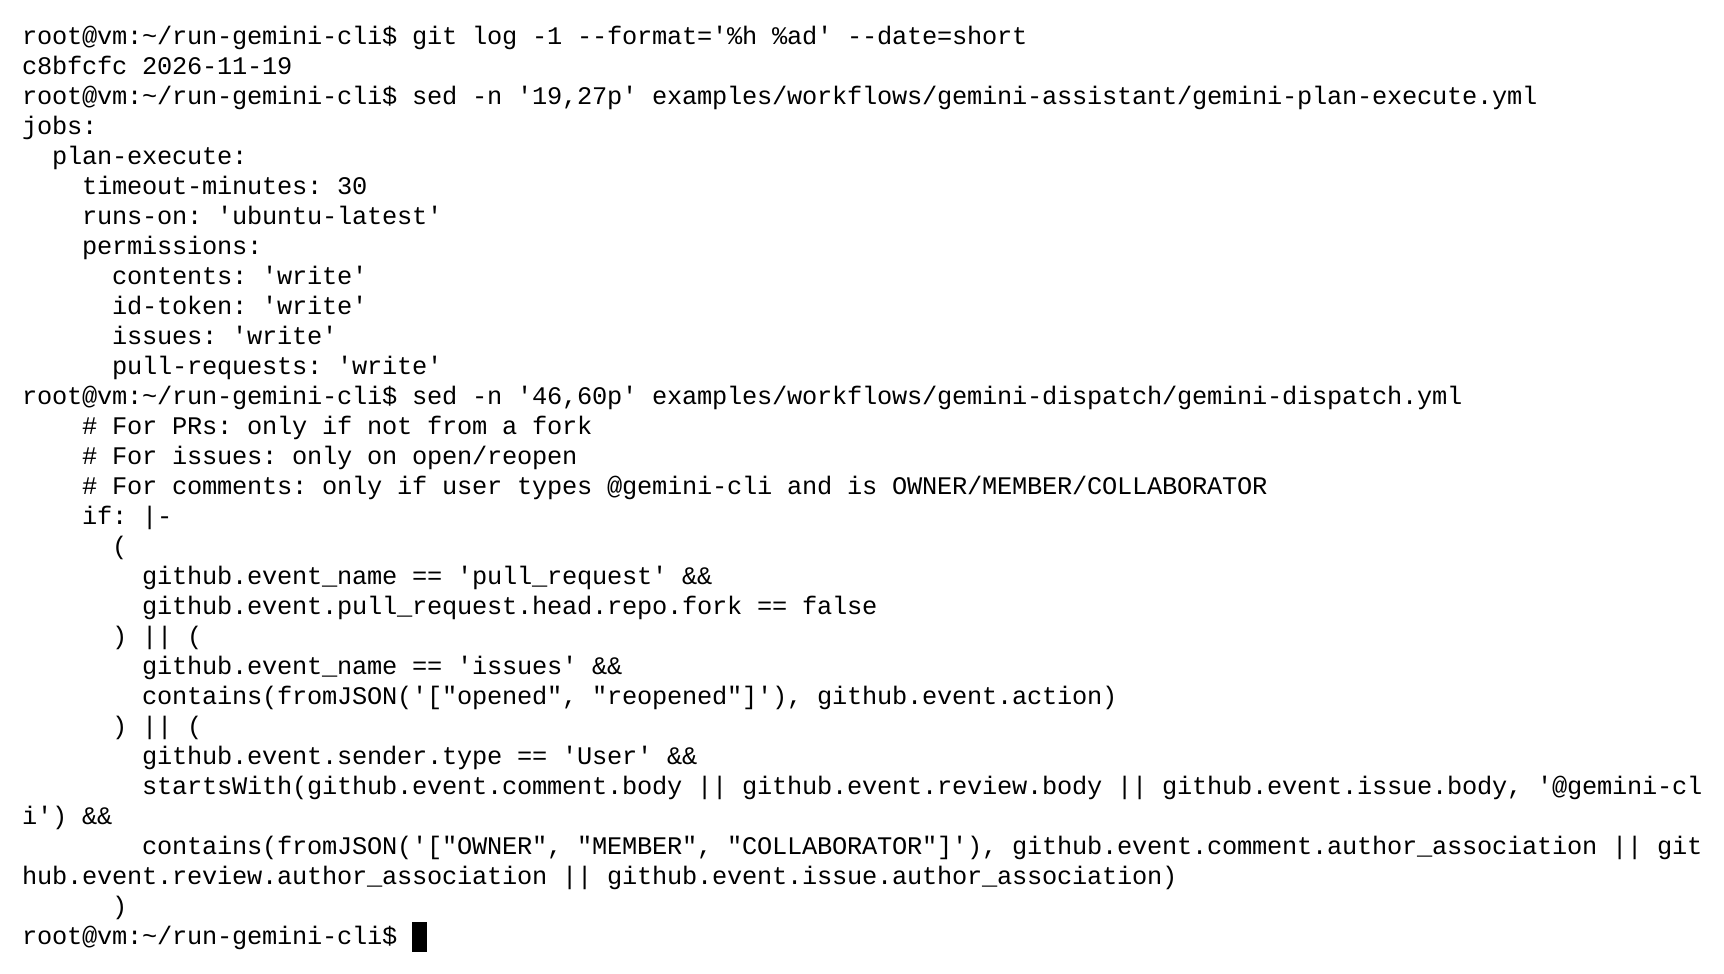 root@vm:~/run-gemini-cli$ git log -1 --format='%h %ad' --date=short
c8bfcfc 2026-11-19
root@vm:~/run-gemini-cli$ sed -n '19,27p' examples/workflows/gemini-assistant/gemini-plan-execute.yml
jobs:
  plan-execute:
    timeout-minutes: 30
    runs-on: 'ubuntu-latest'
    permissions:
      contents: 'write'
      id-token: 'write'
      issues: 'write'
      pull-requests: 'write'
root@vm:~/run-gemini-cli$ sed -n '46,60p' examples/workflows/gemini-dispatch/gemini-dispatch.yml
    # For PRs: only if not from a fork
    # For issues: only on open/reopen
    # For comments: only if user types @gemini-cli and is OWNER/MEMBER/COLLABORATOR
    if: |-
      (
        github.event_name == 'pull_request' &&
        github.event.pull_request.head.repo.fork == false
      ) || (
        github.event_name == 'issues' &&
        contains(fromJSON('["opened", "reopened"]'), github.event.action)
      ) || (
        github.event.sender.type == 'User' &&
        startsWith(github.event.comment.body || github.event.review.body || github.event.issue.body, '@gemini-cl
i') &&
        contains(fromJSON('["OWNER", "MEMBER", "COLLABORATOR"]'), github.event.comment.author_association || git
hub.event.review.author_association || github.event.issue.author_association)
      )
root@vm:~/run-gemini-cli$